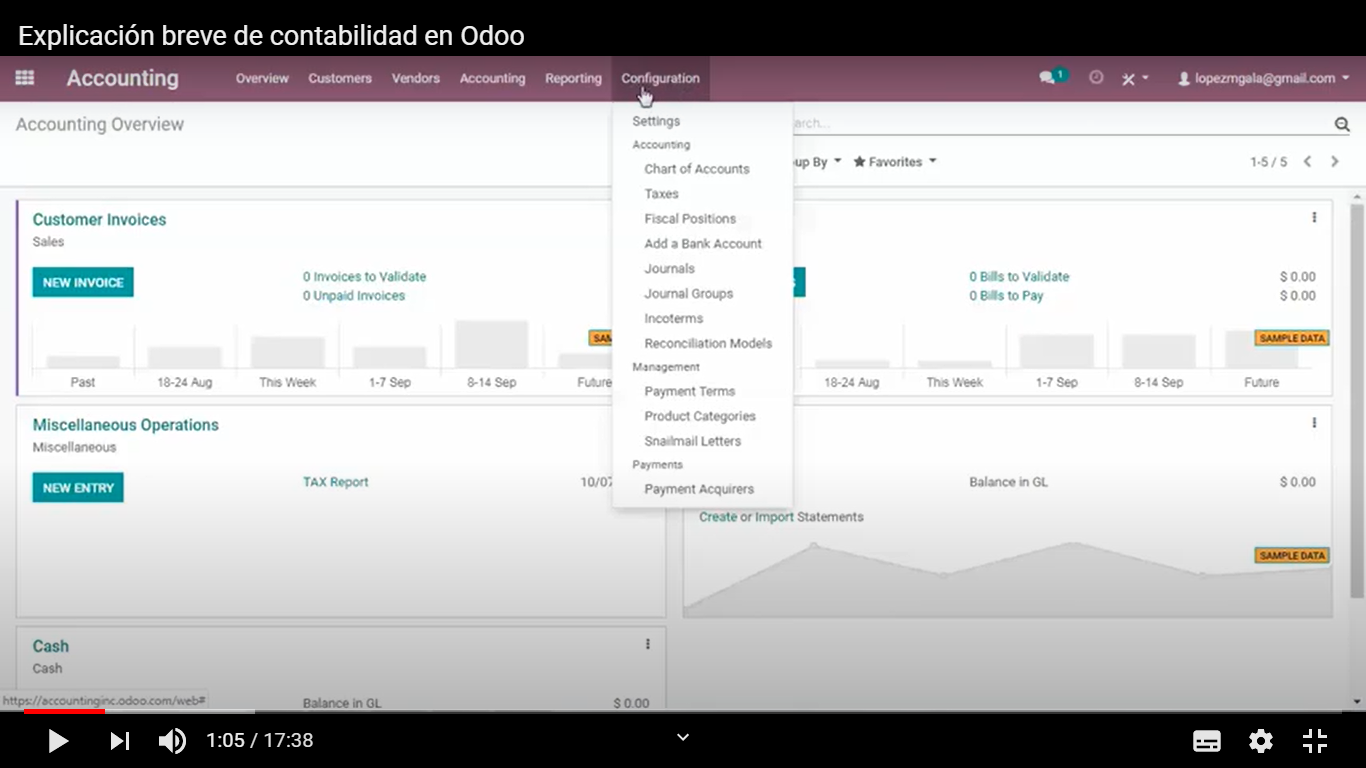 Explicación breve de contabilidad en Odoo
Accounting Overview Customers Vendors Accounting Reporting Configuration 1 lopezmgala@gmail.com
Accounting Overview
Settings
Accounting
Chart of Accounts
Taxes
Fiscal Positions
Add a Bank Account
Journals
Journal Groups
Incoterms
Reconciliation Models
Management
Payment Terms
Product Categories
Snailmail Letters
Payments
Payment Acquirers
Favorites
1-5 / 5
Customer Invoices
Sales
NEW INVOICE
0 Invoices to Validate
0 Unpaid Invoices
Past 18-24 Aug This Week 1-7 Sep 8-14 Sep Future
0 Bills to Validate $ 0.00
0 Bills to Pay $ 0.00
SAMPLE DATA
18-24 Aug This Week 1-7 Sep 8-14 Sep Future
Miscellaneous Operations
Miscellaneous
NEW ENTRY
TAX Report 10/07
Balance in GL $ 0.00
Create or Import Statements
SAMPLE DATA
Cash
Cash
Balance in GL $ 0.00
https://accountinginc.odoo.com/web#
1:05 / 17:38